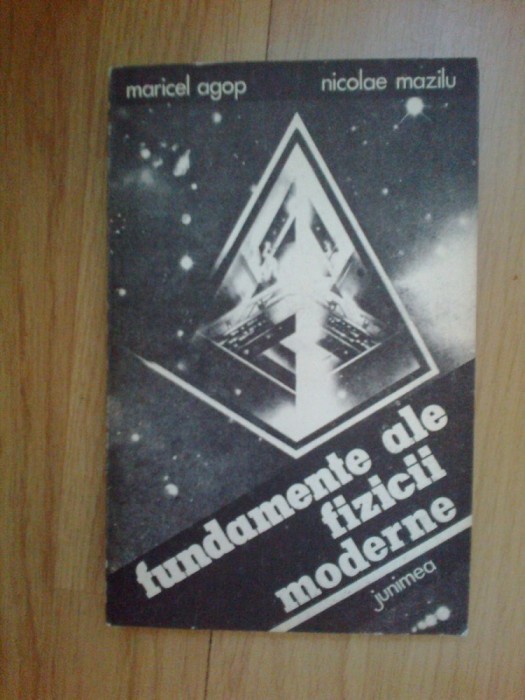 maricel agop
nicolae mazilu
fundamente ale
fizicii
moderne
junimea